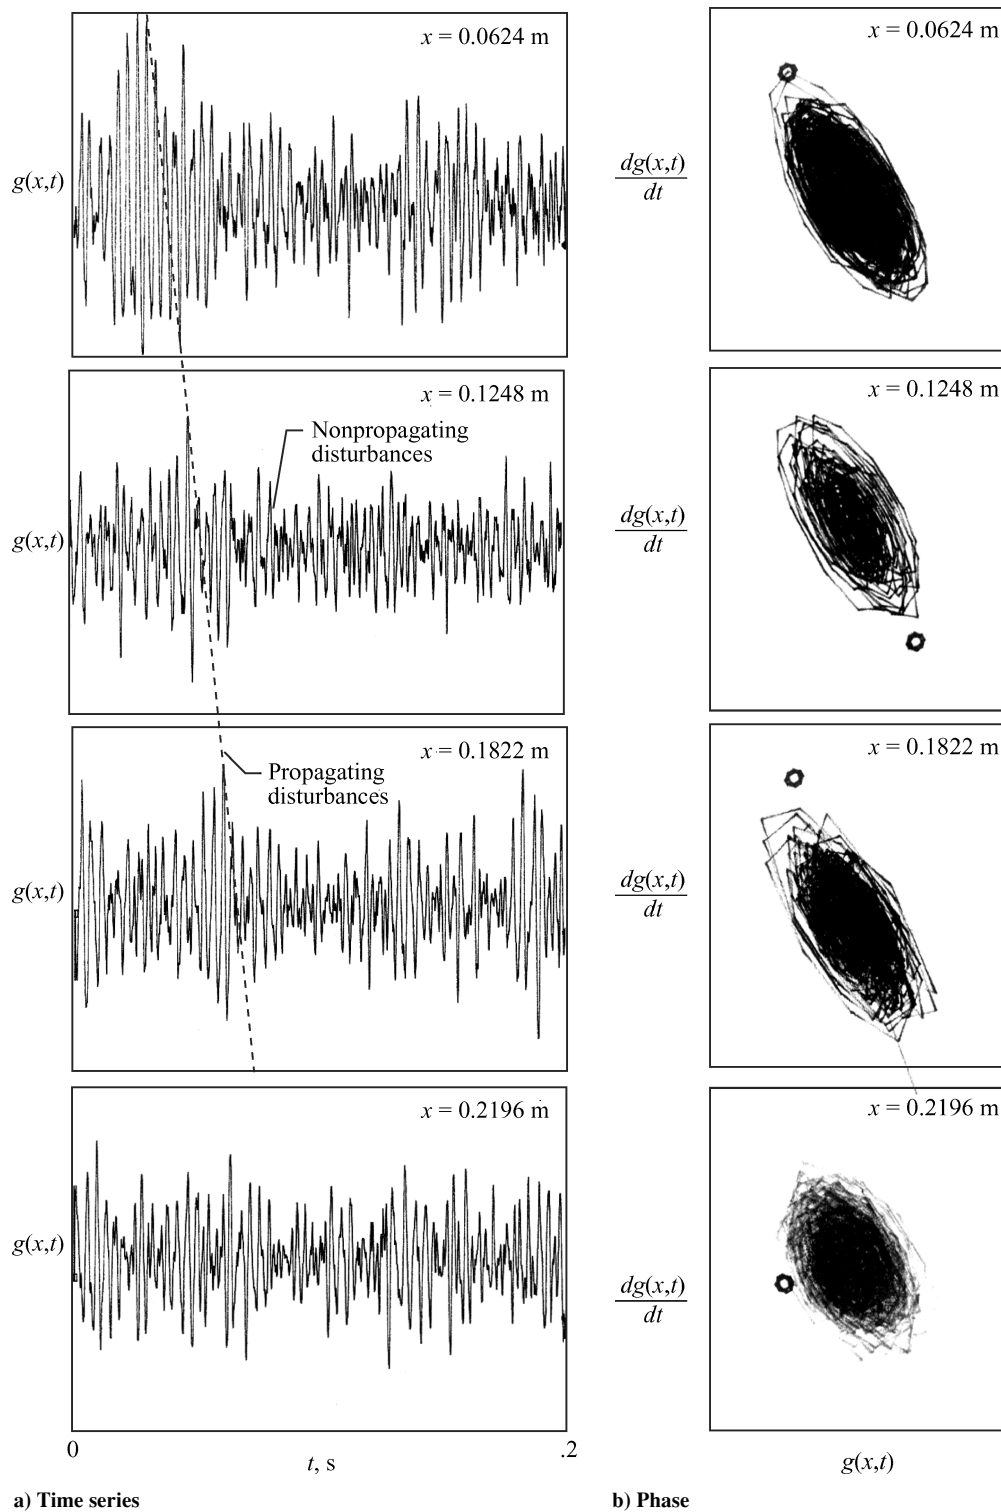 x = 0.0624 m
g(x,t)
x = 0.1248 m
Nonpropagating
disturbances
g(x,t)
x = 0.1822 m
Propagating
disturbances
g(x,t)
x = 0.2196 m
g(x,t)
0
t, s
.2
a) Time series
x = 0.0624 m
dg(x,t)
dt
x = 0.1248 m
dg(x,t)
dt
x = 0.1822 m
dg(x,t)
dt
x = 0.2196 m
dg(x,t)
dt
g(x,t)
b) Phase